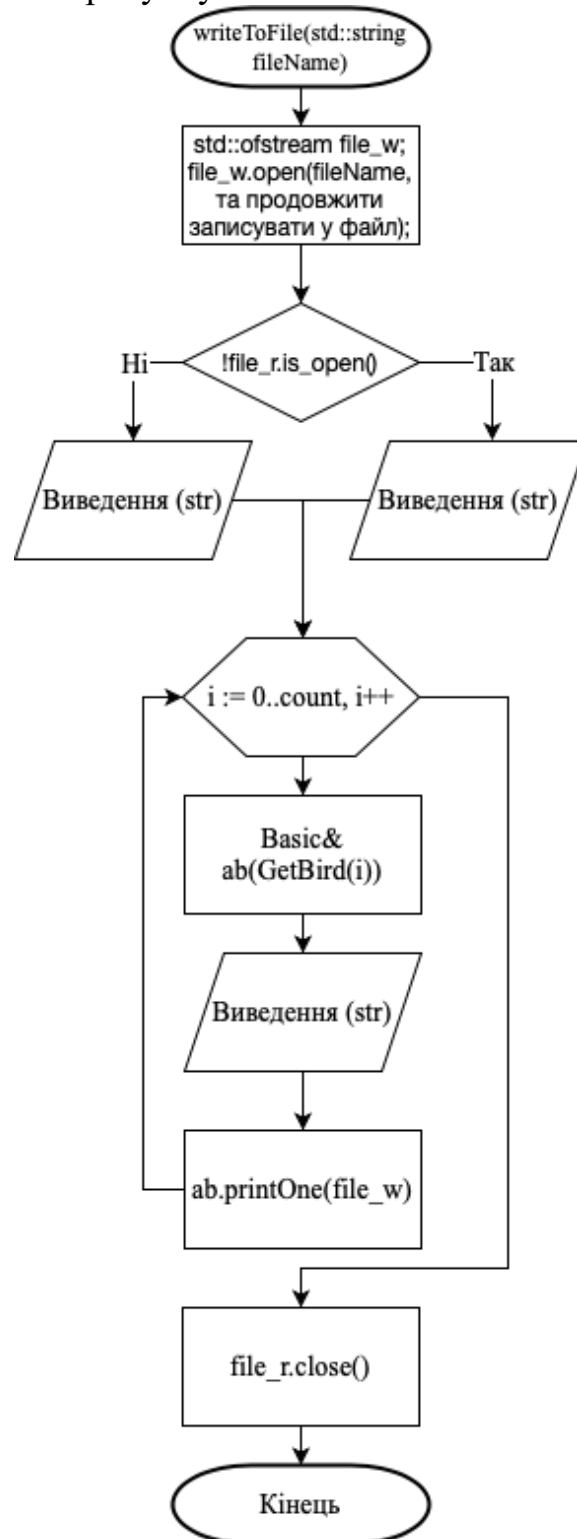 writeToFile(std::string
fileName)
std::ofstream file_w;
file_w.open(fileName,
та продовжити
записувати у файл);
!file_r.is_open()
Ні
Так
Виведення (str)
Виведення (str)
i := 0..count, i++
Basic&
ab(GetBird(i))
Виведення (str)
ab.printOne(file_w)
file_r.close()
Кінець